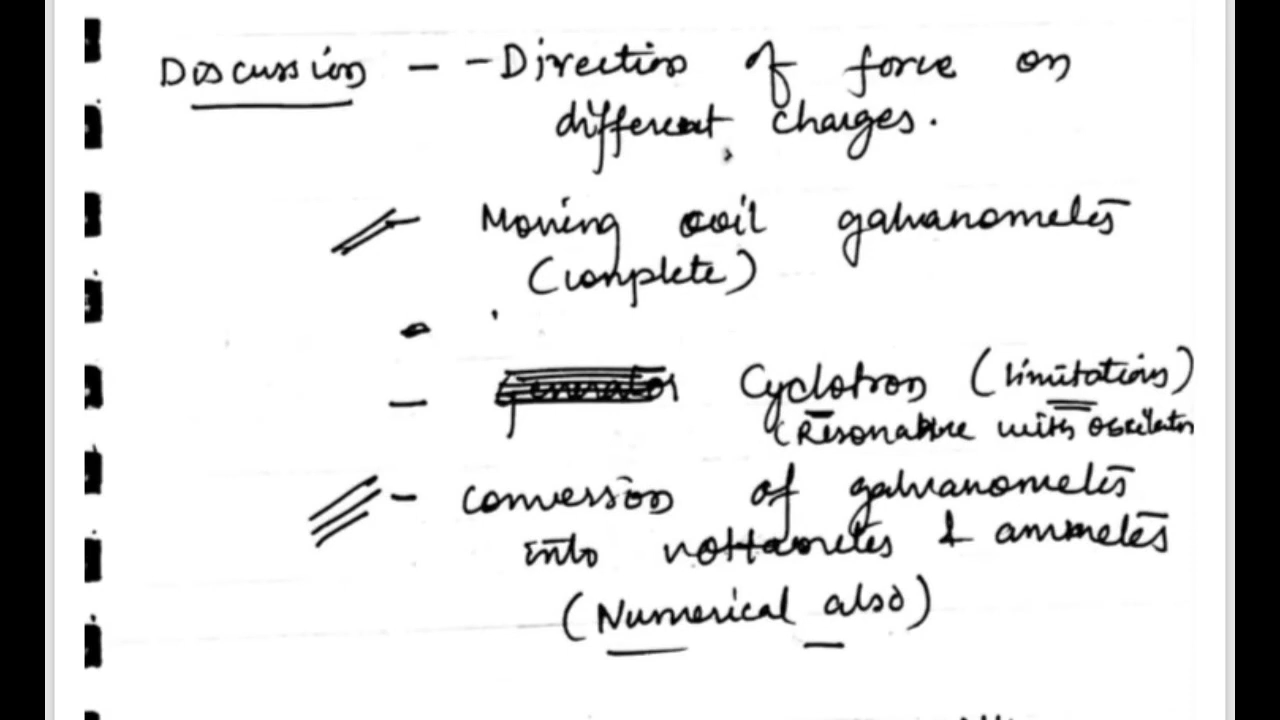 Discussion - - Direction of force on
different charges.
- Moving coil galvanometer
(complete)
- generator Cyclotron (limitations)
(Resonance with oscillator
- conversion of galvanometer
into voltameter & ammeter
(Numerical also)